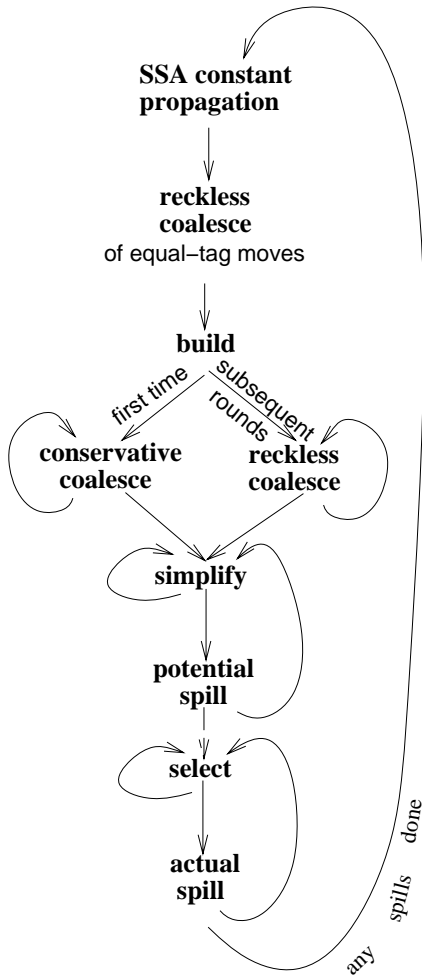 SSA constant
propagation
reckless
coalesce
of equal−tag moves
build
first time
subsequent
rounds
conservative
coalesce
reckless
coalesce
simplify
potential
spill
select
actual
spill
any spills done